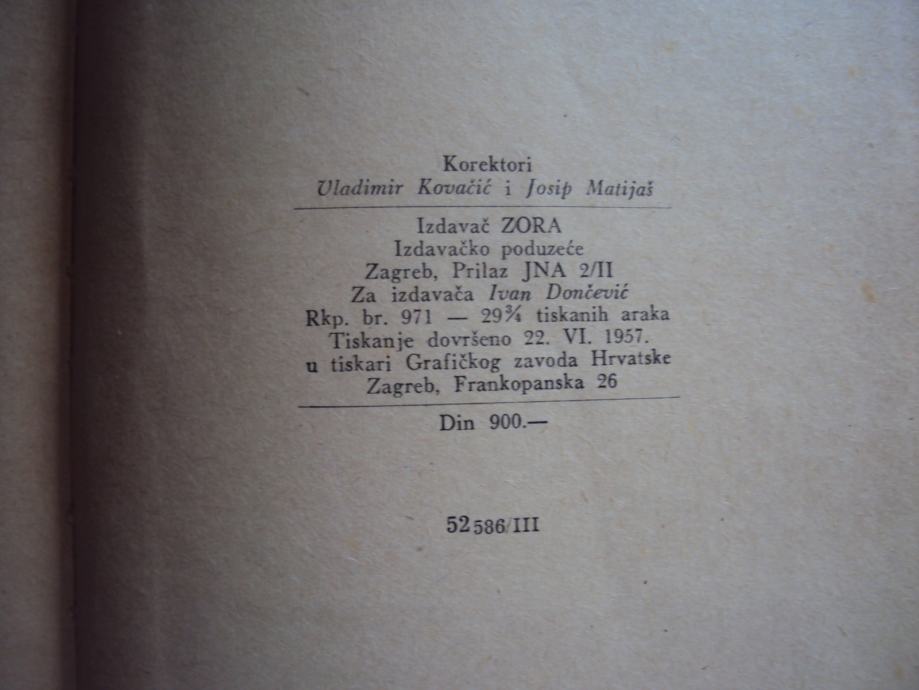 Korektori
Vladimir Kovačić i Josip Matijaš
Izdavač ZORA
Izdavačko poduzeće
Zagreb, Prilaz JNA 2/II
Za izdavača Ivan Dončević
Rkp. br. 971 — 29¾ tiskanih araka
Tiskanje dovršeno 22. VI. 1957.
u tiskari Grafičkog zavoda Hrvatske
Zagreb, Frankopanska 26
Din 900.—
52586/III